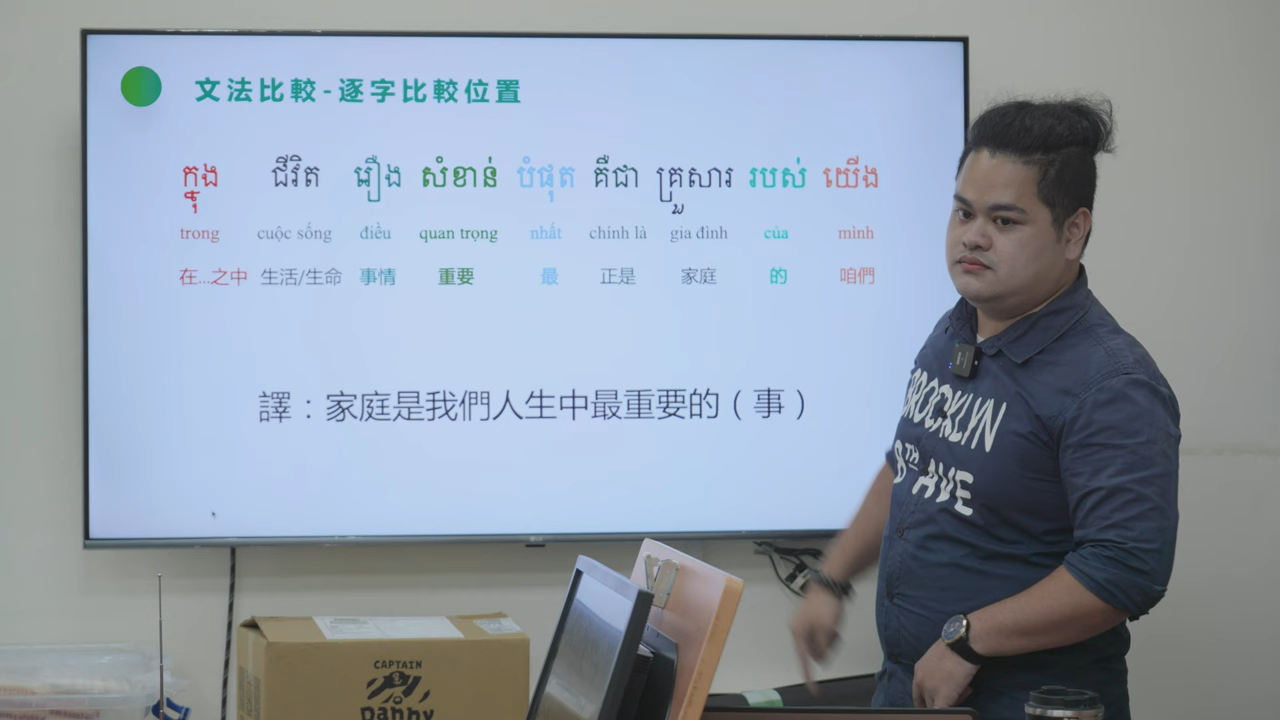 文法比較-逐字比較位置
ក្នុង ជីវិត រឿង សំខាន់ បំផុត គឺជា គ្រួសារ របស់ យើង
trong cuộc sống điều quan trọng nhất chính là gia đình của mình
在...之中 生活/生命 事情 重要 最 正是 家庭 的 咱們
譯：家庭是我們人生中最重要的（事）
BROOKLYN
8TH AVE
CAPTAIN
Danny